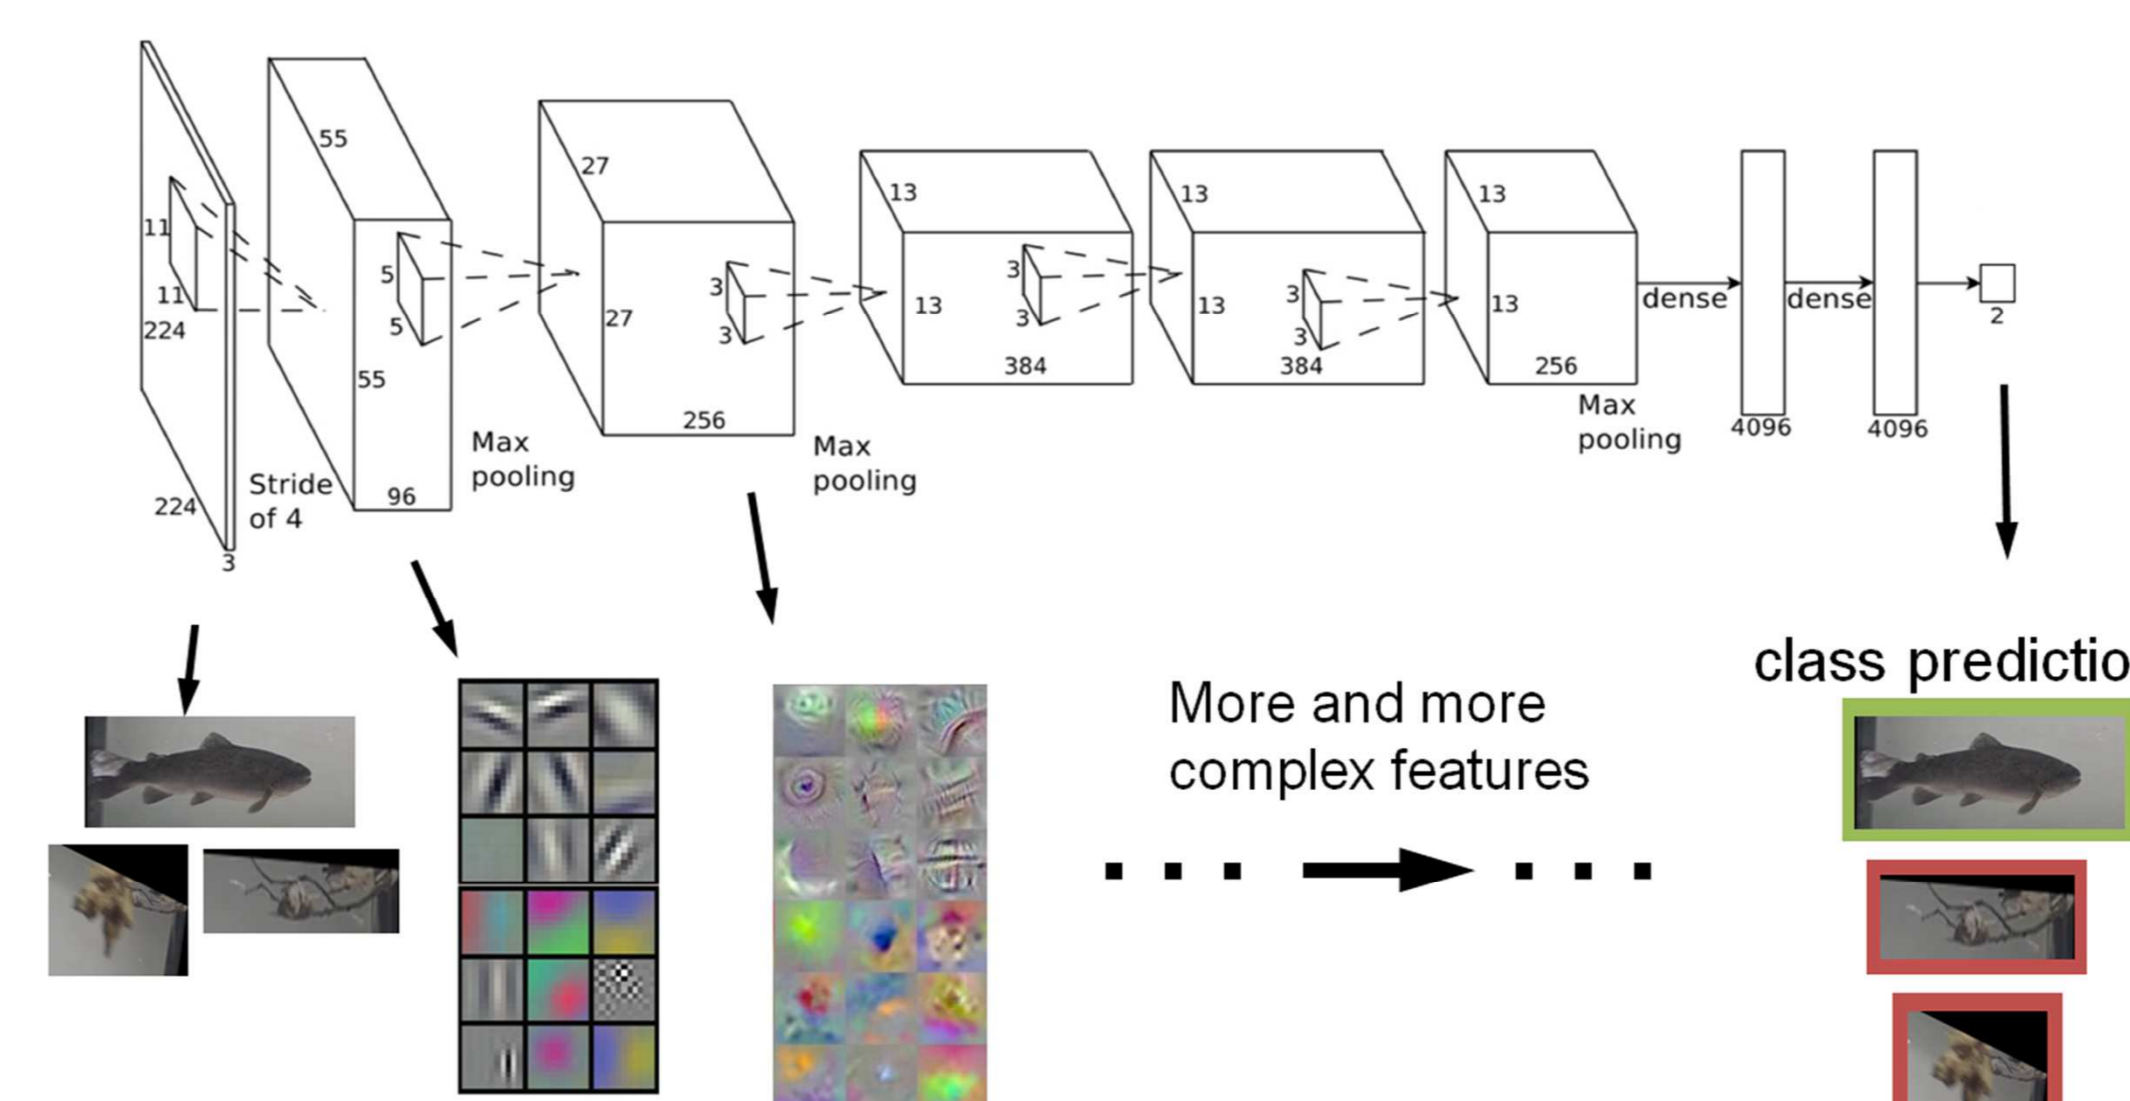 11
11
224
224
3
Stride
of 4
55
55
96
5
5
Max
pooling
27
27
256
3
3
Max
pooling
13
13
384
3
3
13
13
384
3
3
13
13
256
Max
pooling
dense
4096
dense
4096
2
More and more
complex features
class predictio